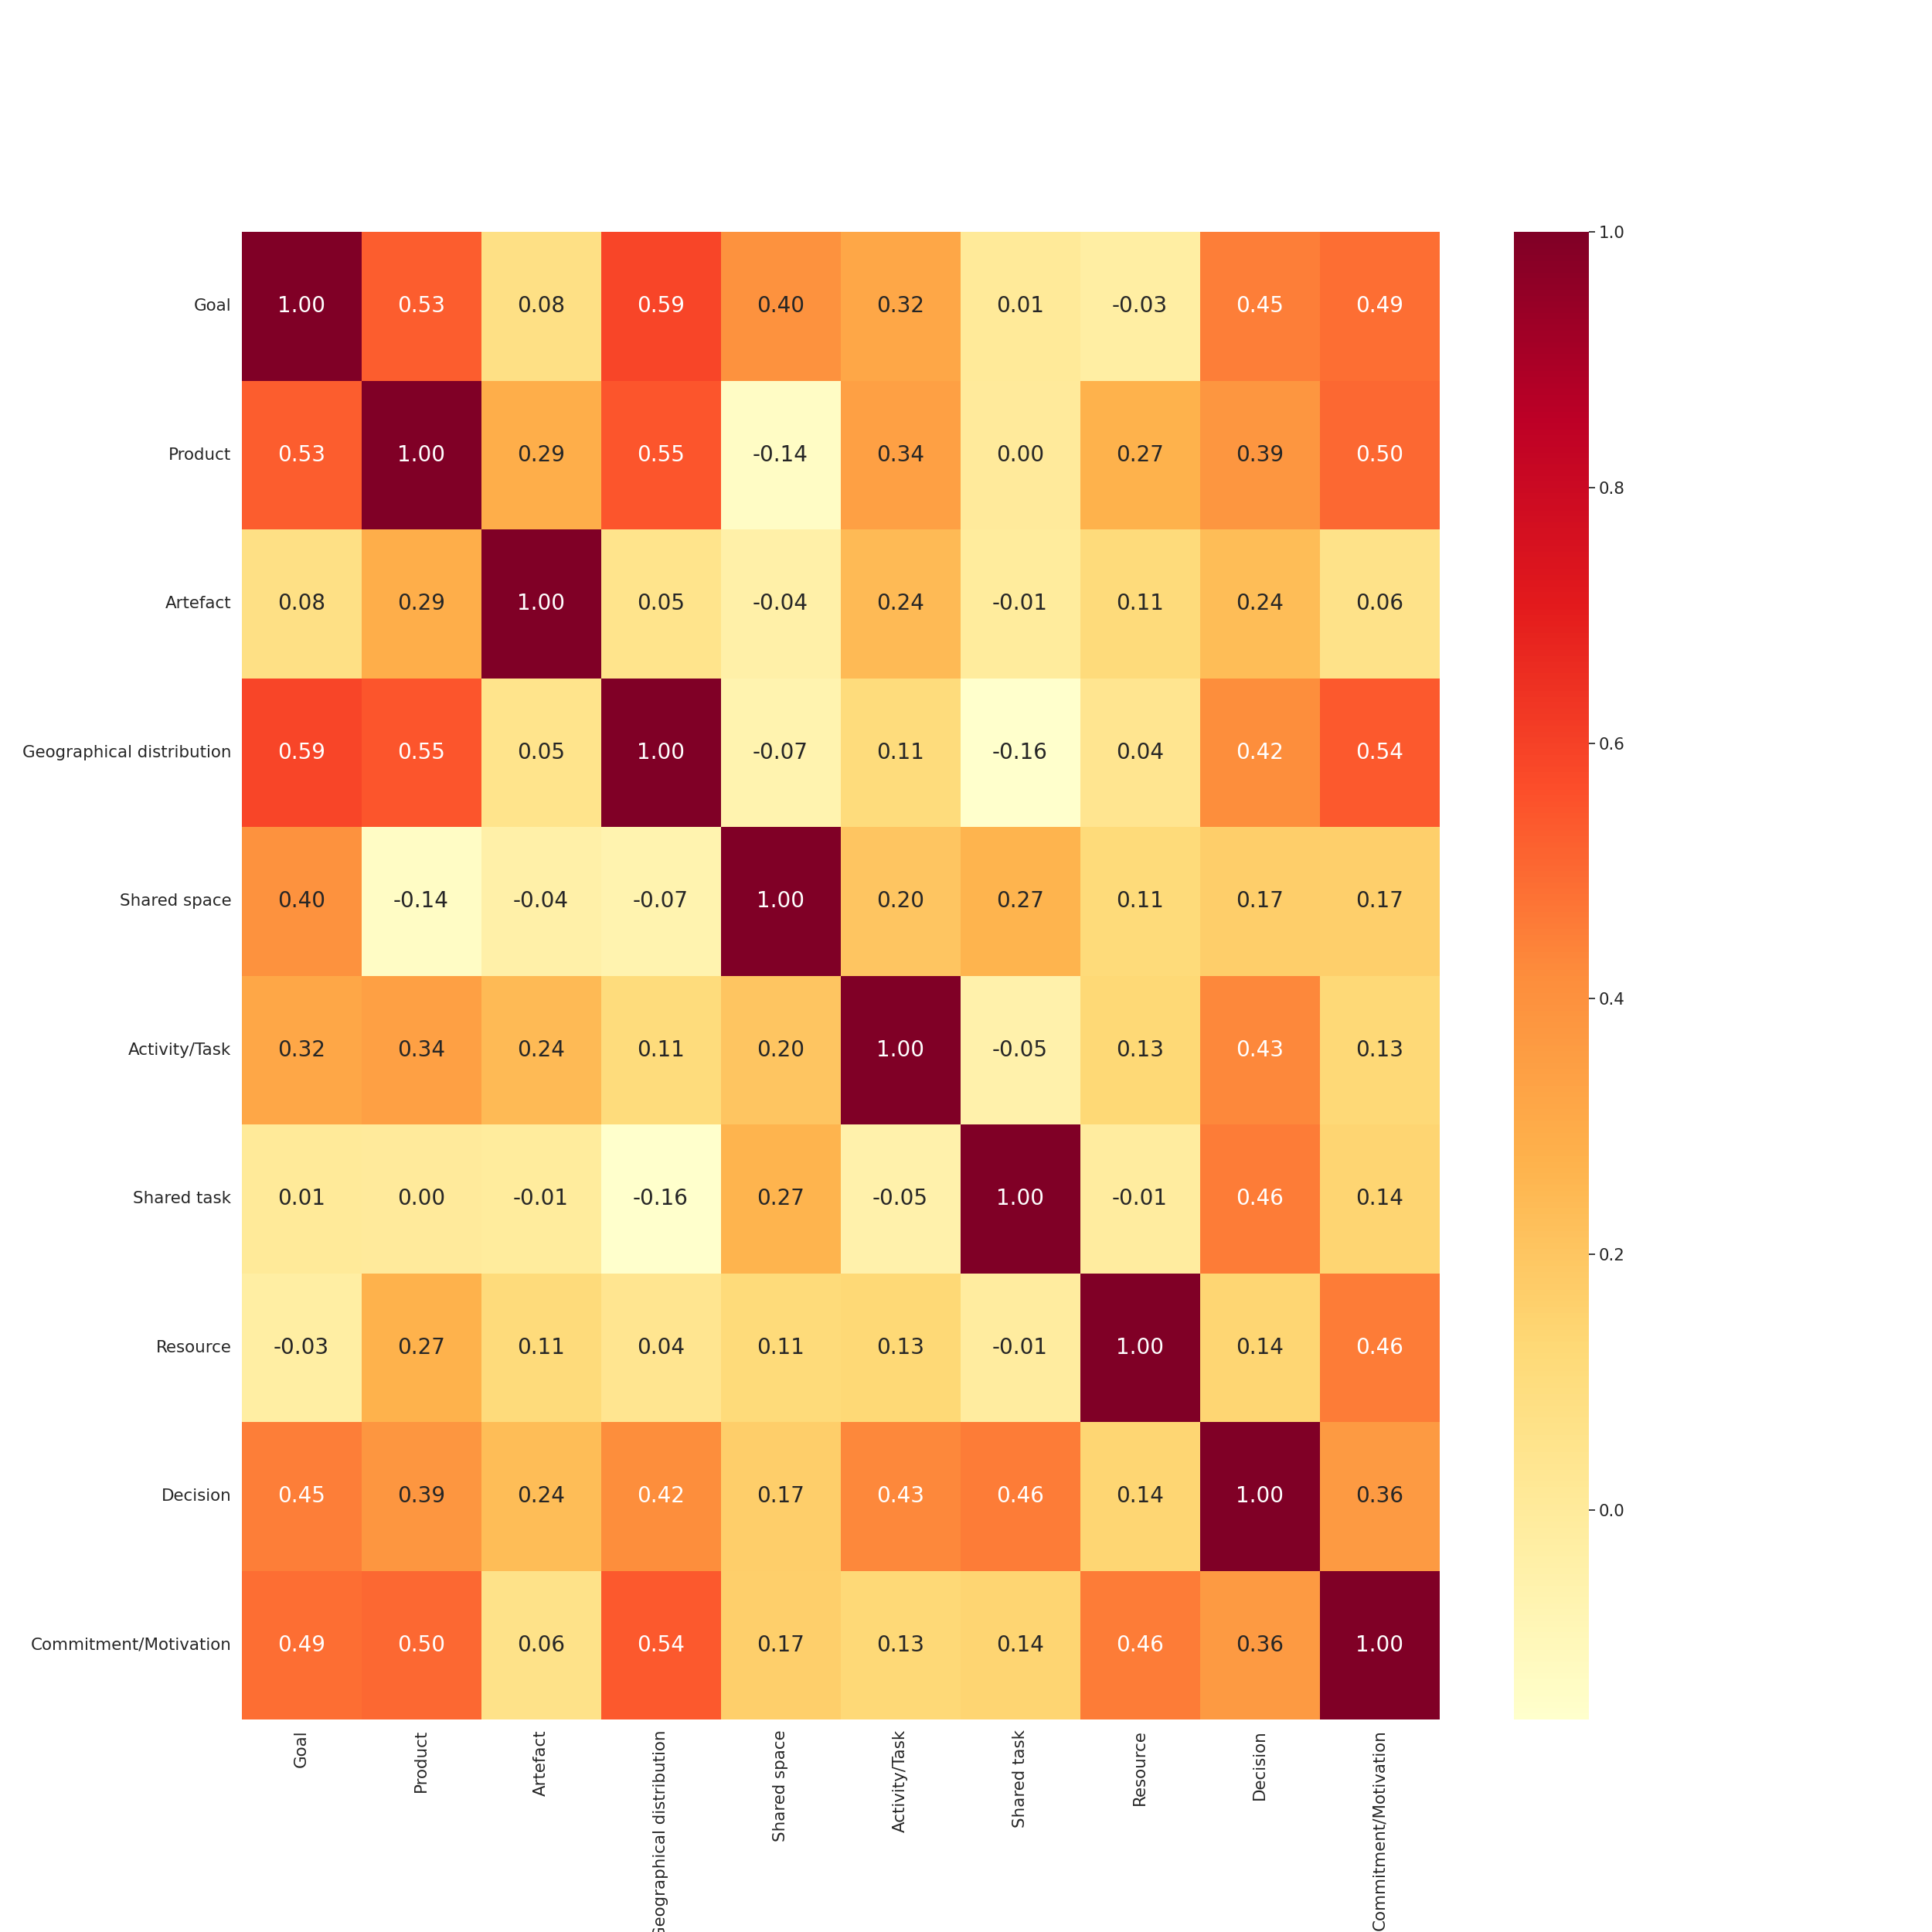 Goal 1.00 0.53 0.08 0.59 0.40 0.32 0.01 -0.03 0.45 0.49
Product 0.53 1.00 0.29 0.55 -0.14 0.34 0.00 0.27 0.39 0.50
Artefact 0.08 0.29 1.00 0.05 -0.04 0.24 -0.01 0.11 0.24 0.06
Geographical distribution 0.59 0.55 0.05 1.00 -0.07 0.11 -0.16 0.04 0.42 0.54
Shared space 0.40 -0.14 -0.04 -0.07 1.00 0.20 0.27 0.11 0.17 0.17
Activity/Task 0.32 0.34 0.24 0.11 0.20 1.00 -0.05 0.13 0.43 0.13
Shared task 0.01 0.00 -0.01 -0.16 0.27 -0.05 1.00 -0.01 0.46 0.14
Resource -0.03 0.27 0.11 0.04 0.11 0.13 -0.01 1.00 0.14 0.46
Decision 0.45 0.39 0.24 0.42 0.17 0.43 0.46 0.14 1.00 0.36
Commitment/Motivation 0.49 0.50 0.06 0.54 0.17 0.13 0.14 0.46 0.36 1.00
Goal
Product
Artefact
Geographical distribution
Shared space
Activity/Task
Shared task
Resource
Decision
Commitment/Motivation
1.0
0.8
0.6
0.4
0.2
0.0